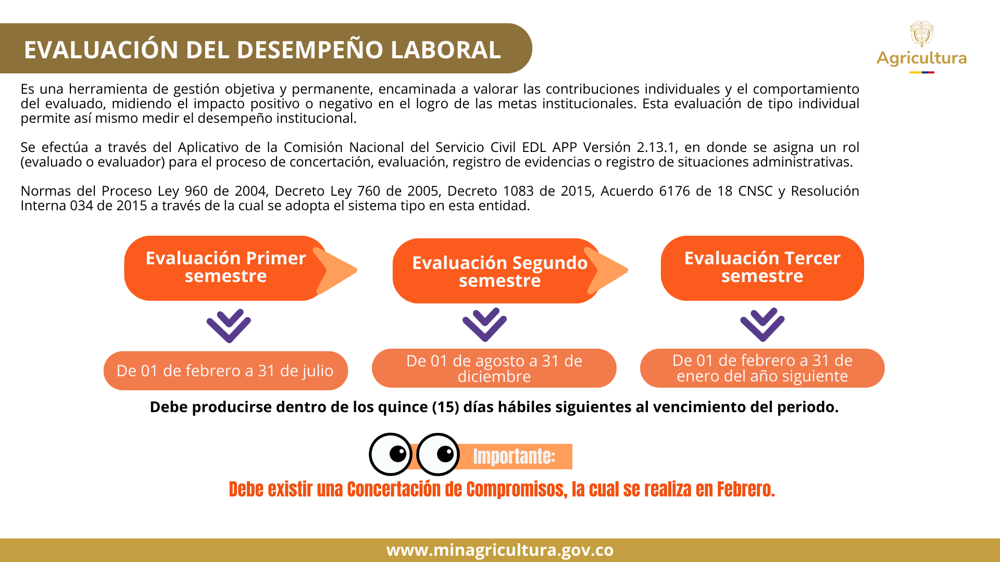 EVALUACIÓN DEL DESEMPEÑO LABORAL
Agricultura
Es una herramienta de gestión objetiva y permanente, encaminada a valorar las contribuciones individuales y el comportamiento
del evaluado, midiendo el impacto positivo o negativo en el logro de las metas institucionales. Esta evaluación de tipo individual
permite así mismo medir el desempeño institucional.
Se efectúa a través del Aplicativo de la Comisión Nacional del Servicio Civil EDL APP Versión 2.13.1, en donde se asigna un rol
(evaluado o evaluador) para el proceso de concertación, evaluación, registro de evidencias o registro de situaciones administrativas.
Normas del Proceso Ley 960 de 2004, Decreto Ley 760 de 2005, Decreto 1083 de 2015, Acuerdo 6176 de 18 CNSC y Resolución
Interna 034 de 2015 a través de la cual se adopta el sistema tipo en esta entidad.
Evaluación Primer
semestre
De 01 de febrero a 31 de julio
Evaluación Segundo
semestre
De 01 de agosto a 31 de
diciembre
Evaluación Tercer
semestre
De 01 de febrero a 31 de
enero del año siguiente
Debe producirse dentro de los quince (15) días hábiles siguientes al vencimiento del periodo.
Importante:
Debe existir una Concertación de Compromisos, la cual se realiza en Febrero.
www.minagricultura.gov.co